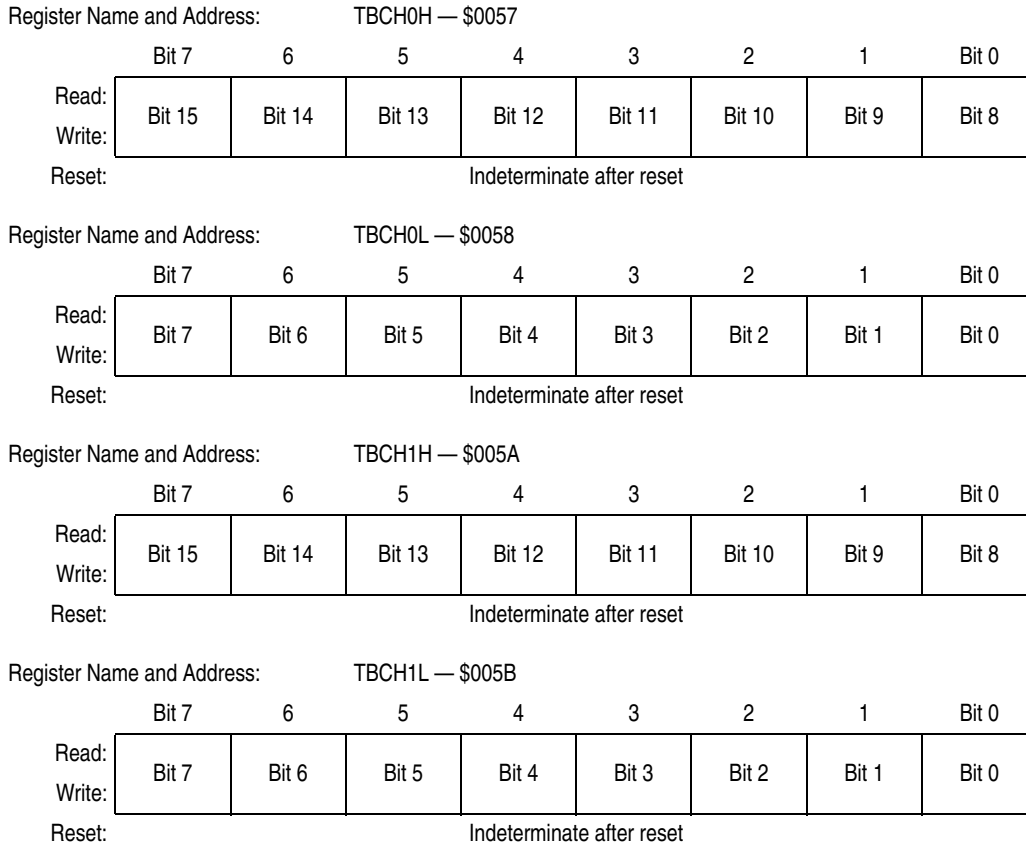 Register Name and Address: TBCH0H — $0057
Bit 7 6 5 4 3 2 1 Bit 0
Read:
Bit 15 Bit 14 Bit 13 Bit 12 Bit 11 Bit 10 Bit 9 Bit 8
Write:
Reset: Indeterminate after reset
Register Name and Address: TBCH0L — $0058
Bit 7 6 5 4 3 2 1 Bit 0
Read:
Bit 7 Bit 6 Bit 5 Bit 4 Bit 3 Bit 2 Bit 1 Bit 0
Write:
Reset: Indeterminate after reset
Register Name and Address: TBCH1H — $005A
Bit 7 6 5 4 3 2 1 Bit 0
Read:
Bit 15 Bit 14 Bit 13 Bit 12 Bit 11 Bit 10 Bit 9 Bit 8
Write:
Reset: Indeterminate after reset
Register Name and Address: TBCH1L — $005B
Bit 7 6 5 4 3 2 1 Bit 0
Read:
Bit 7 Bit 6 Bit 5 Bit 4 Bit 3 Bit 2 Bit 1 Bit 0
Write:
Reset: Indeterminate after reset